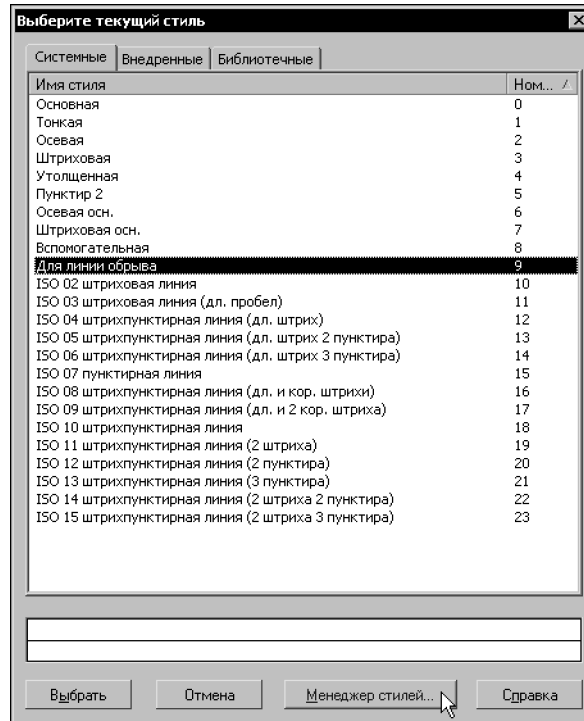 Выберите текущий стиль
Системные Внедренные Библиотечные
Имя стиля Ном...
Основная 0
Тонкая 1
Осевая 2
Штриховая 3
Утолщенная 4
Пунктир 2 5
Осевая осн. 6
Штриховая осн. 7
Вспомогательная 8
Для линии обрыва 9
ISO 02 штриховая линия 10
ISO 03 штриховая линия (дл. пробел) 11
ISO 04 штрихпунктирная линия (дл. штрих) 12
ISO 05 штрихпунктирная линия (дл. штрих 2 пунктира) 13
ISO 06 штрихпунктирная линия (дл. штрих 3 пунктира) 14
ISO 07 пунктирная линия 15
ISO 08 штрихпунктирная линия (дл. и кор. штрихи) 16
ISO 09 штрихпунктирная линия (дл. и 2 кор. штриха) 17
ISO 10 штрихпунктирная линия 18
ISO 11 штрихпунктирная линия (2 штриха) 19
ISO 12 штрихпунктирная линия (2 пунктира) 20
ISO 13 штрихпунктирная линия (3 пунктира) 21
ISO 14 штрихпунктирная линия (2 штриха 2 пунктира) 22
ISO 15 штрихпунктирная линия (2 штриха 3 пунктира) 23
Выбрать Отмена Менеджер стилей... Справка